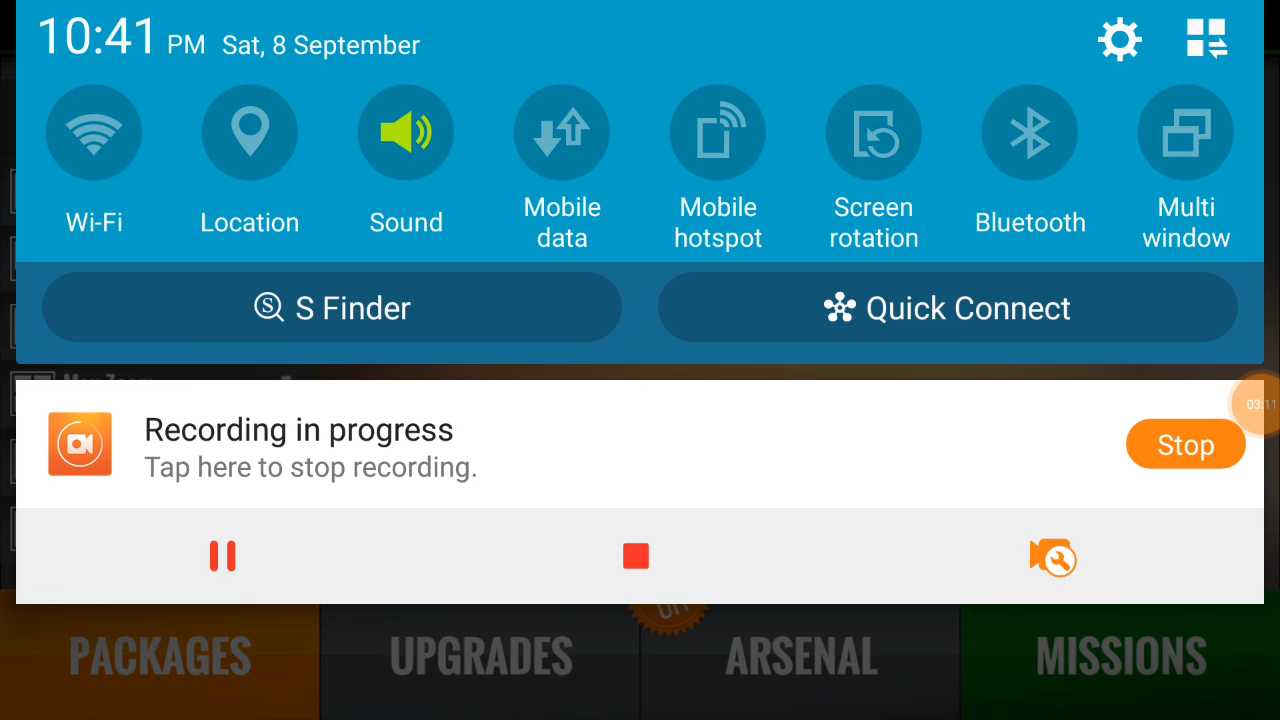 10:41 PM Sat, 8 September
Wi-Fi
Location
Sound
Mobile
data
Mobile
hotspot
Screen
rotation
Bluetooth
Multi
window
S Finder
Quick Connect
03:11
Recording in progress
Tap here to stop recording.
Stop
PACKAGES
UPGRADES
ARSENAL
MISSIONS